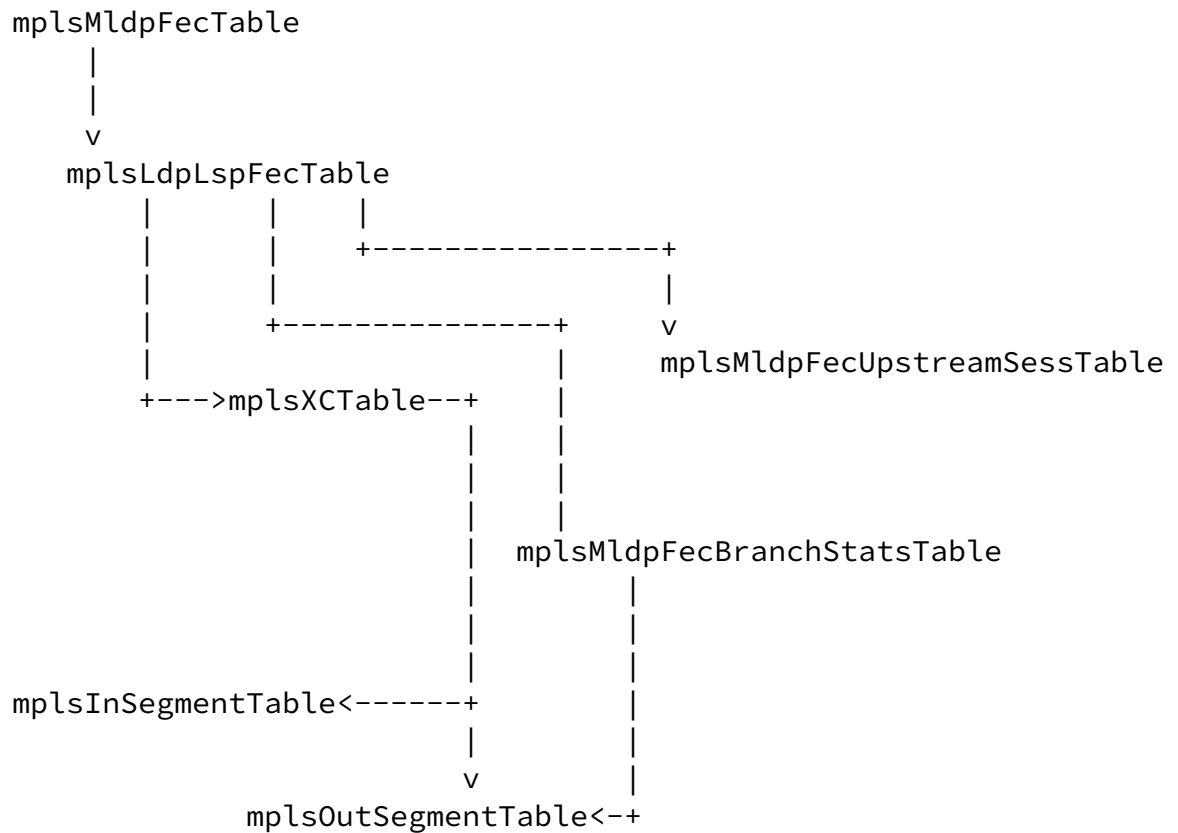 mplsMldpFecTable
mplsLdpLspFecTable
mplsMldpFecUpstreamSessTable
mplsXCTable
mplsMldpFecBranchStatsTable
mplsInSegmentTable
mplsOutSegmentTable